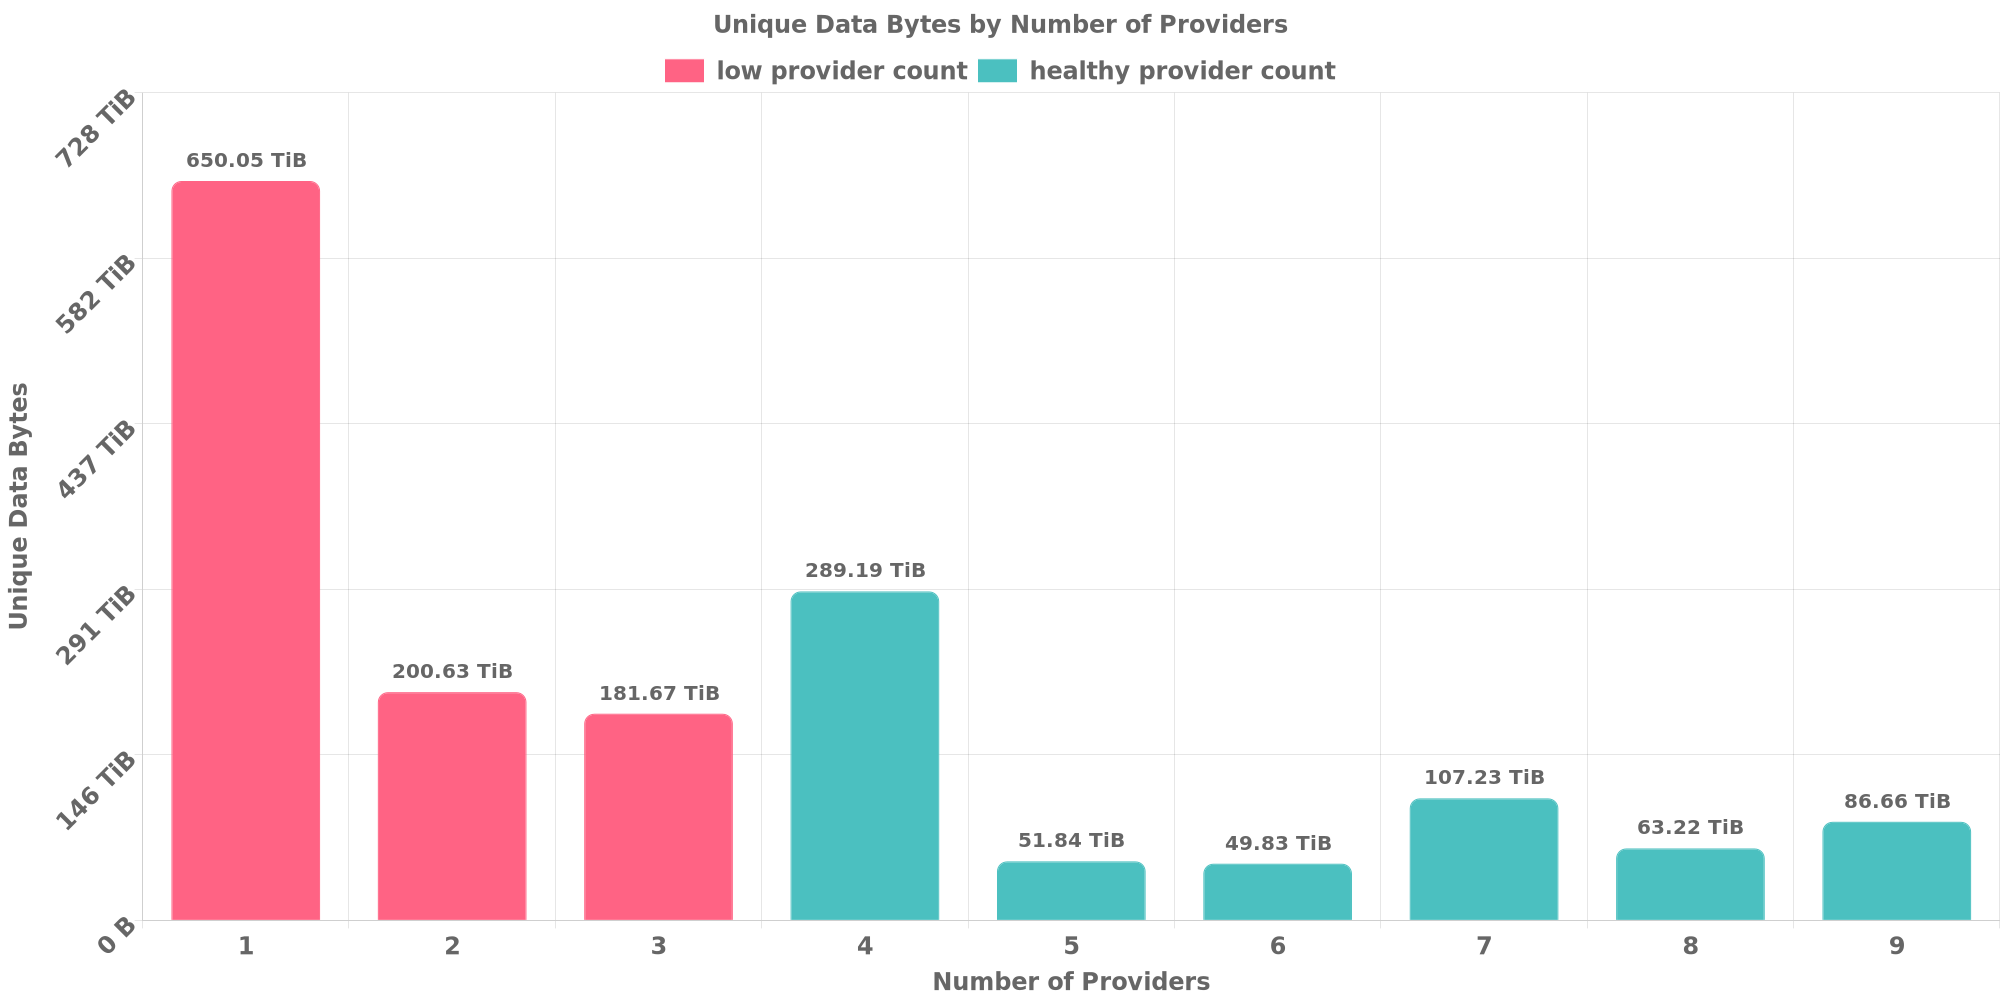 Unique Data Bytes by Number of Providers
low provider count healthy provider count
728 TiB
582 TiB
437 TiB
291 TiB
146 TiB
0 B
Unique Data Bytes
650.05 TiB
200.63 TiB
181.67 TiB
289.19 TiB
51.84 TiB
49.83 TiB
107.23 TiB
63.22 TiB
86.66 TiB
1 2 3 4 5 6 7 8 9
Number of Providers